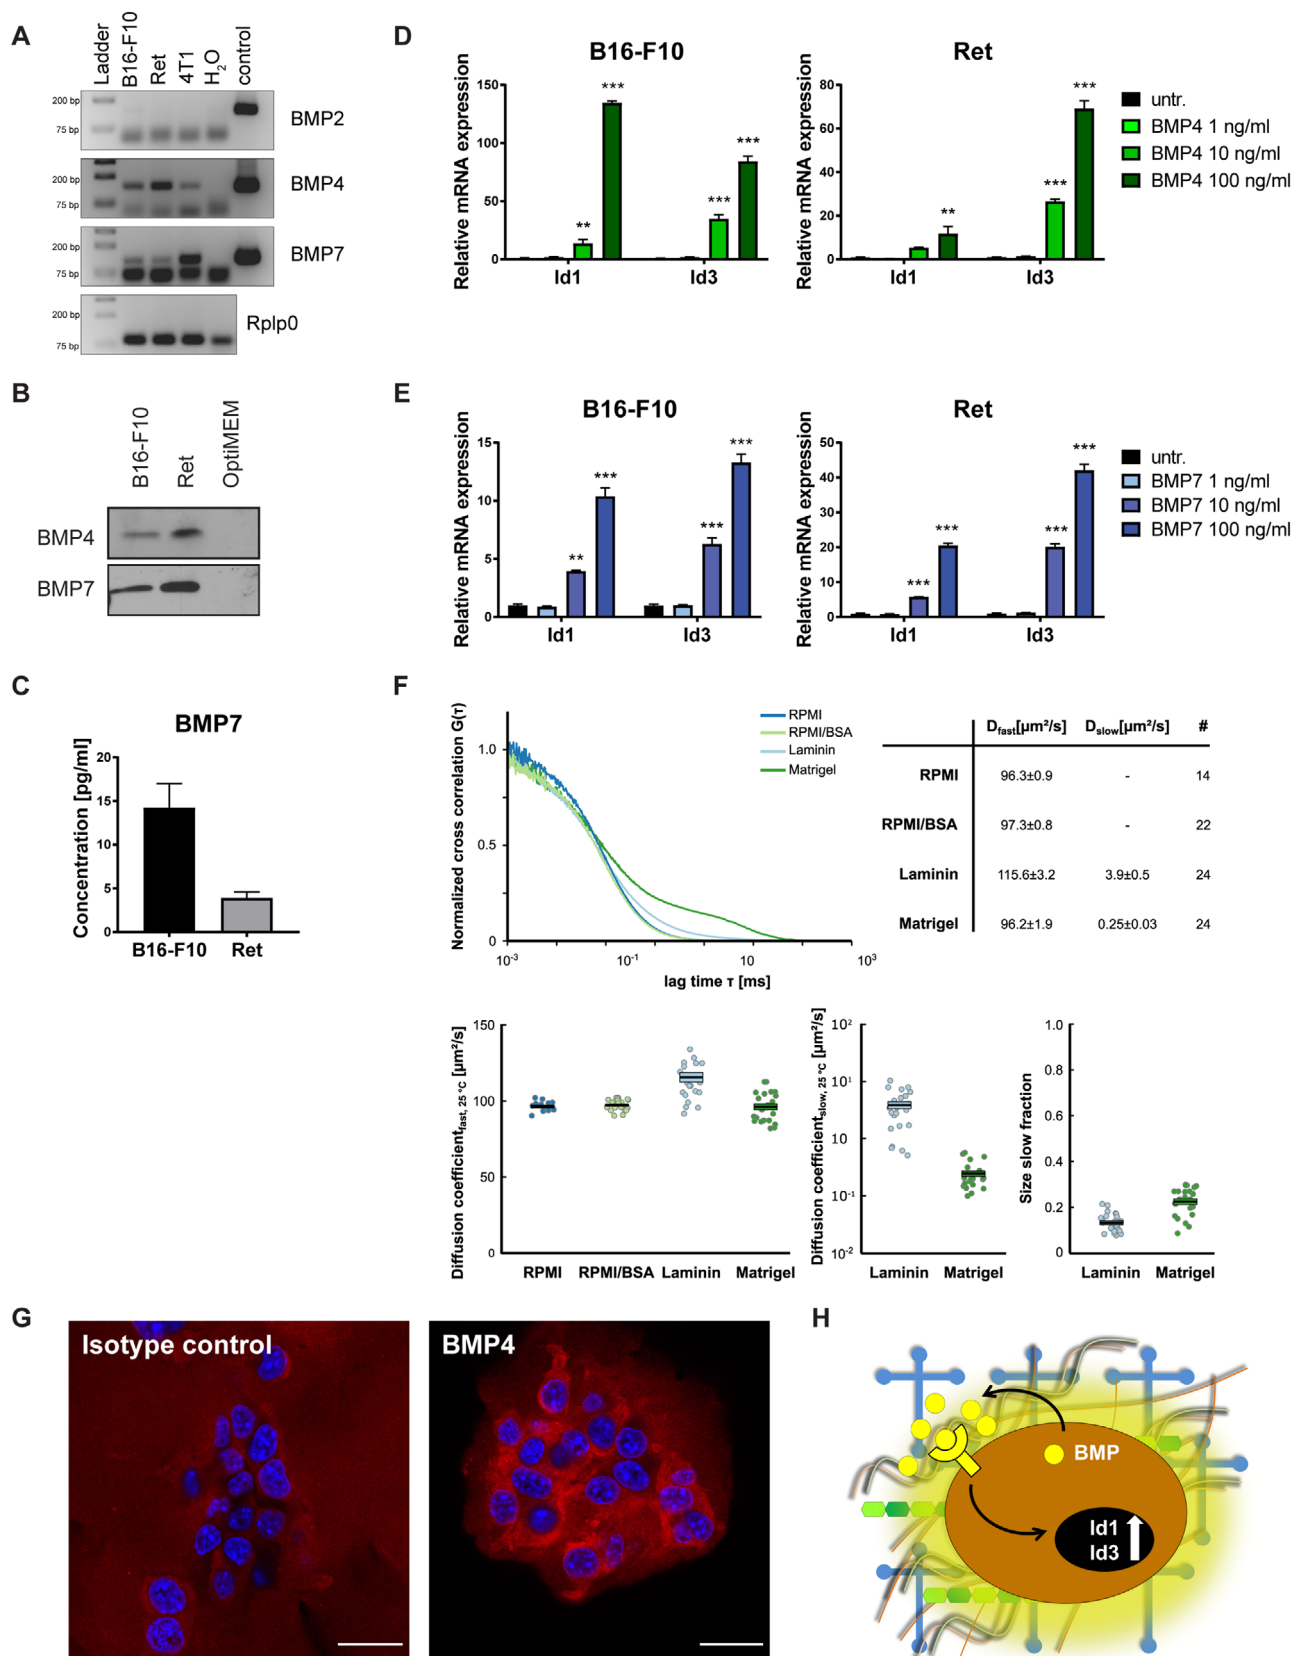 A
Ladder
B16-F10
Ret
4T1
H₂O
control
200 bp
75 bp
BMP2
200 bp
75 bp
BMP4
200 bp
75 bp
BMP7
200 bp
75 bp
Rplp0
B
B16-F10
Ret
OptiMEM
BMP4
BMP7
C
BMP7
Concentration [pg/ml]
20
15
10
5
0
B16-F10
Ret
D
B16-F10
Relative mRNA expression
150
100
50
0
**
***
***
***
Id1
Id3
Ret
Relative mRNA expression
80
60
40
20
0
**
***
***
Id1
Id3
untr.
BMP4 1 ng/ml
BMP4 10 ng/ml
BMP4 100 ng/ml
E
B16-F10
Relative mRNA expression
15
10
5
0
**
***
***
***
Id1
Id3
Ret
Relative mRNA expression
50
40
30
20
10
0
***
***
***
***
Id1
Id3
untr.
BMP7 1 ng/ml
BMP7 10 ng/ml
BMP7 100 ng/ml
F
Normalized cross correlation G(τ)
1.0
0.5
0
10⁻³
10⁻¹
10
10³
lag time τ [ms]
RPMI
RPMI/BSA
Laminin
Matrigel
Dfast[µm²/s] Dslow[µm²/s] #
RPMI 96.3±0.9 - 14
RPMI/BSA 97.3±0.8 - 22
Laminin 115.6±3.2 3.9±0.5 24
Matrigel 96.2±1.9 0.25±0.03 24
Diffusion coefficientfast, 25 °C [µm²/s]
150
100
50
0
RPMI
RPMI/BSA
Laminin
Matrigel
Diffusion coefficientslow, 25 °C [µm²/s]
10²
10¹
10
10⁻¹
10⁻²
Laminin
Matrigel
Size slow fraction
1.0
0.8
0.6
0.4
0.2
0
Laminin
Matrigel
G
Isotype control
BMP4
H
BMP
Id1
Id3